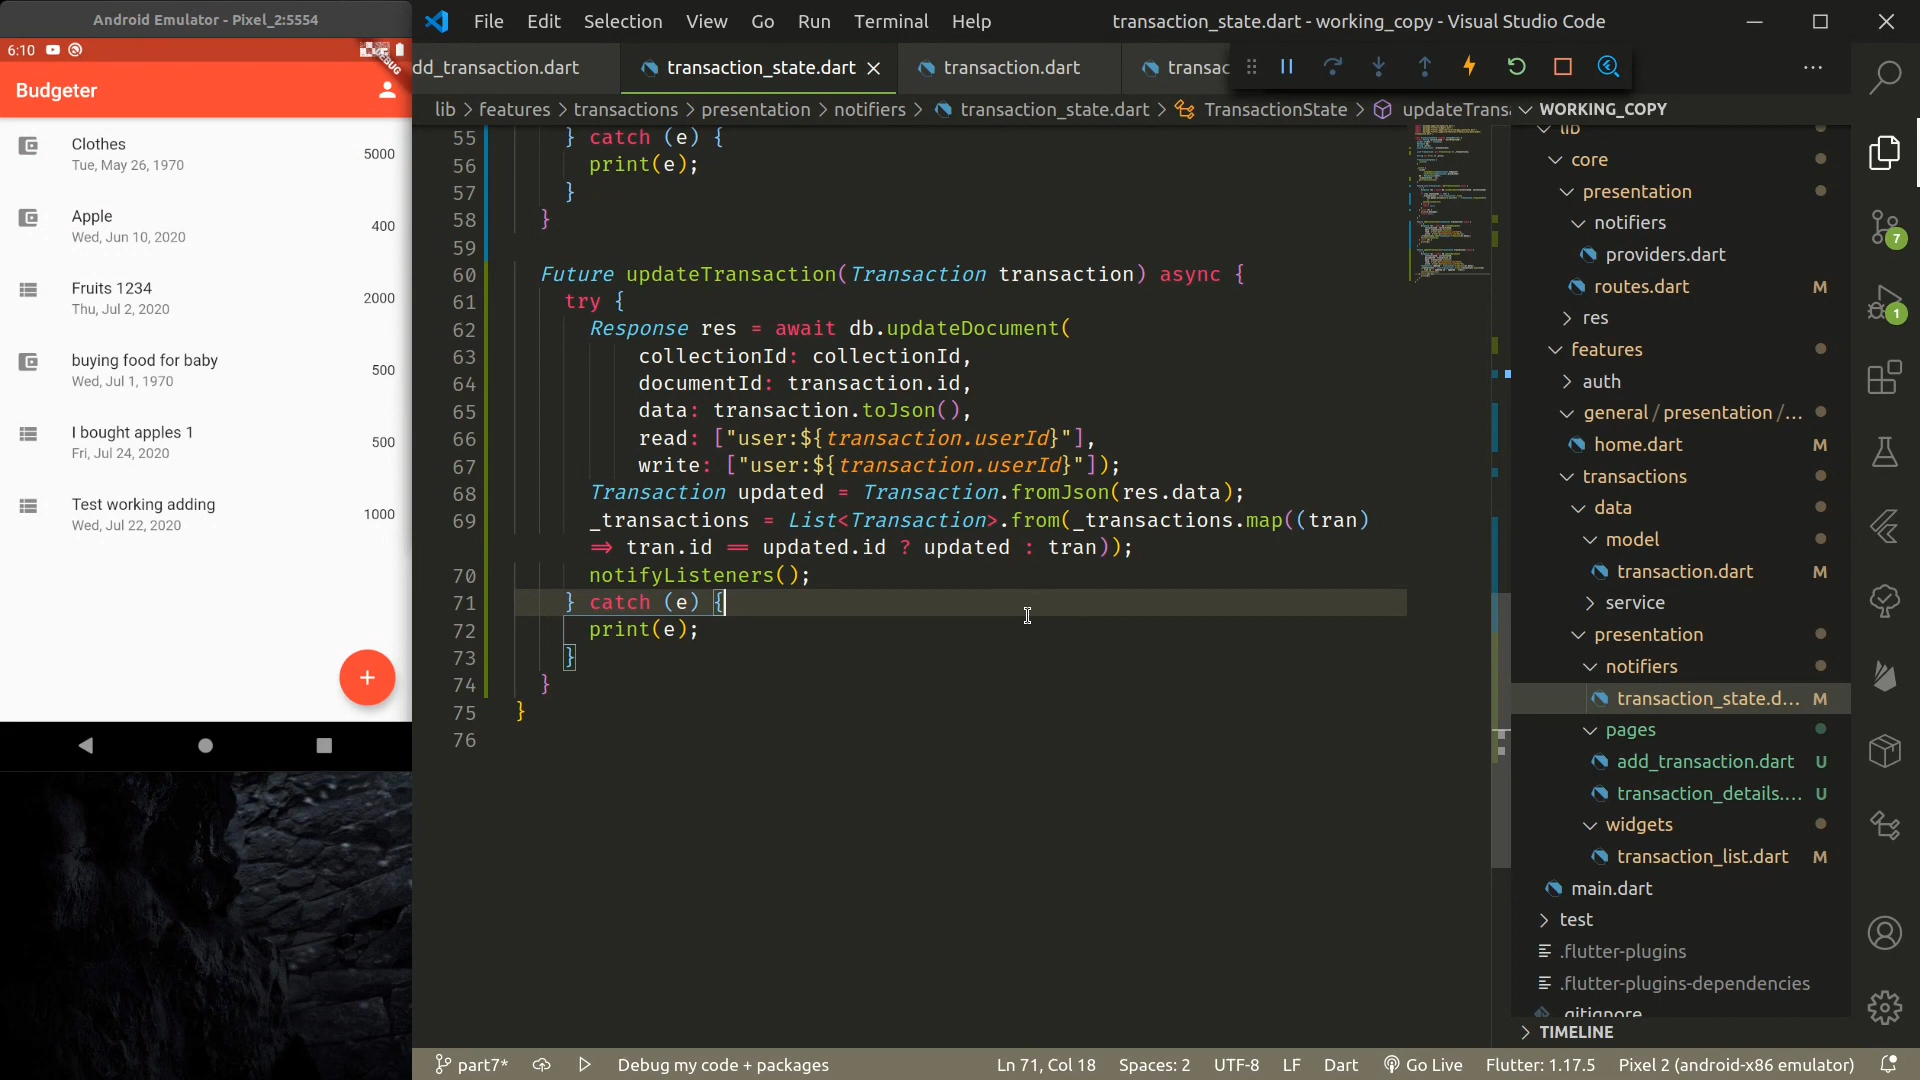 Android Emulator - Pixel_2:5554
6:10
DEBUG
Budgeter
Clothes
Tue, May 26, 1970
5000
Apple
Wed, Jun 10, 2020
400
Fruits 1234
Thu, Jul 2, 2020
2000
buying food for baby
Wed, Jul 1, 1970
500
I bought apples 1
Fri, Jul 24, 2020
500
Test working adding
Wed, Jul 22, 2020
1000
+
File Edit Selection View Go Run Terminal Help
transaction_state.dart - working_copy - Visual Studio Code
dd_transaction.dart
transaction_state.dart
transaction.dart
transac
lib > features > transactions > presentation > notifiers > transaction_state.dart > TransactionState > updateTrans
55 } catch (e) {
56 print(e);
57 }
58 }
59
60 Future updateTransaction(Transaction transaction) async {
61 try {
62 Response res = await db.updateDocument(
63 collectionId: collectionId,
64 documentId: transaction.id,
65 data: transaction.toJson(),
66 read: ["user:${transaction.userId}"],
67 write: ["user:${transaction.userId}"]);
68 Transaction updated = Transaction.fromJson(res.data);
69 _transactions = List<Transaction>.from(_transactions.map((tran)
=> tran.id == updated.id ? updated : tran));
70 notifyListeners();
71 } catch (e) {
72 print(e);
73 }
74 }
75 }
76
WORKING_COPY
lib
core
presentation
notifiers
providers.dart
routes.dart M
res
features
auth
general/presentation/...
home.dart M
transactions
data
model
transaction.dart
service
presentation
notifiers
transaction_state.d... M
pages
add_transaction.dart U
transaction_details.... U
widgets
transaction_list.dart M
main.dart
test
.flutter-plugins
.flutter-plugins-dependencies
.gitignore
TIMELINE
7
1
part7*
Debug my code + packages
Ln 71, Col 18
Spaces: 2
UTF-8
LF
Dart
Go Live
Flutter: 1.17.5
Pixel 2 (android-x86 emulator)